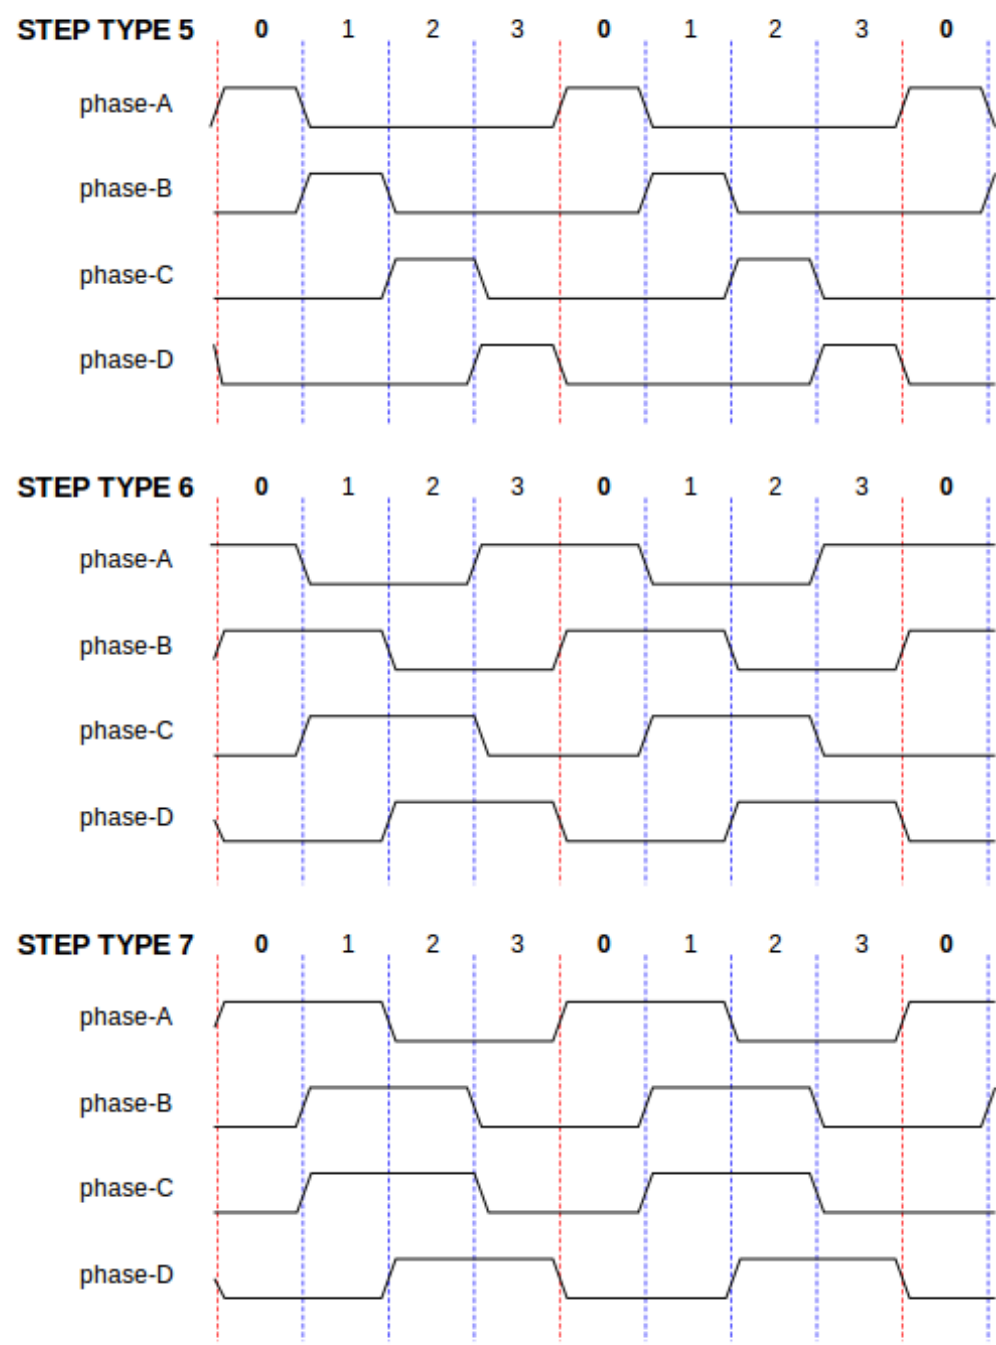 STEP TYPE 5 0 1 2 3 0 1 2 3 0
phase-A
phase-B
phase-C
phase-D
STEP TYPE 6 0 1 2 3 0 1 2 3 0
phase-A
phase-B
phase-C
phase-D
STEP TYPE 7 0 1 2 3 0 1 2 3 0
phase-A
phase-B
phase-C
phase-D